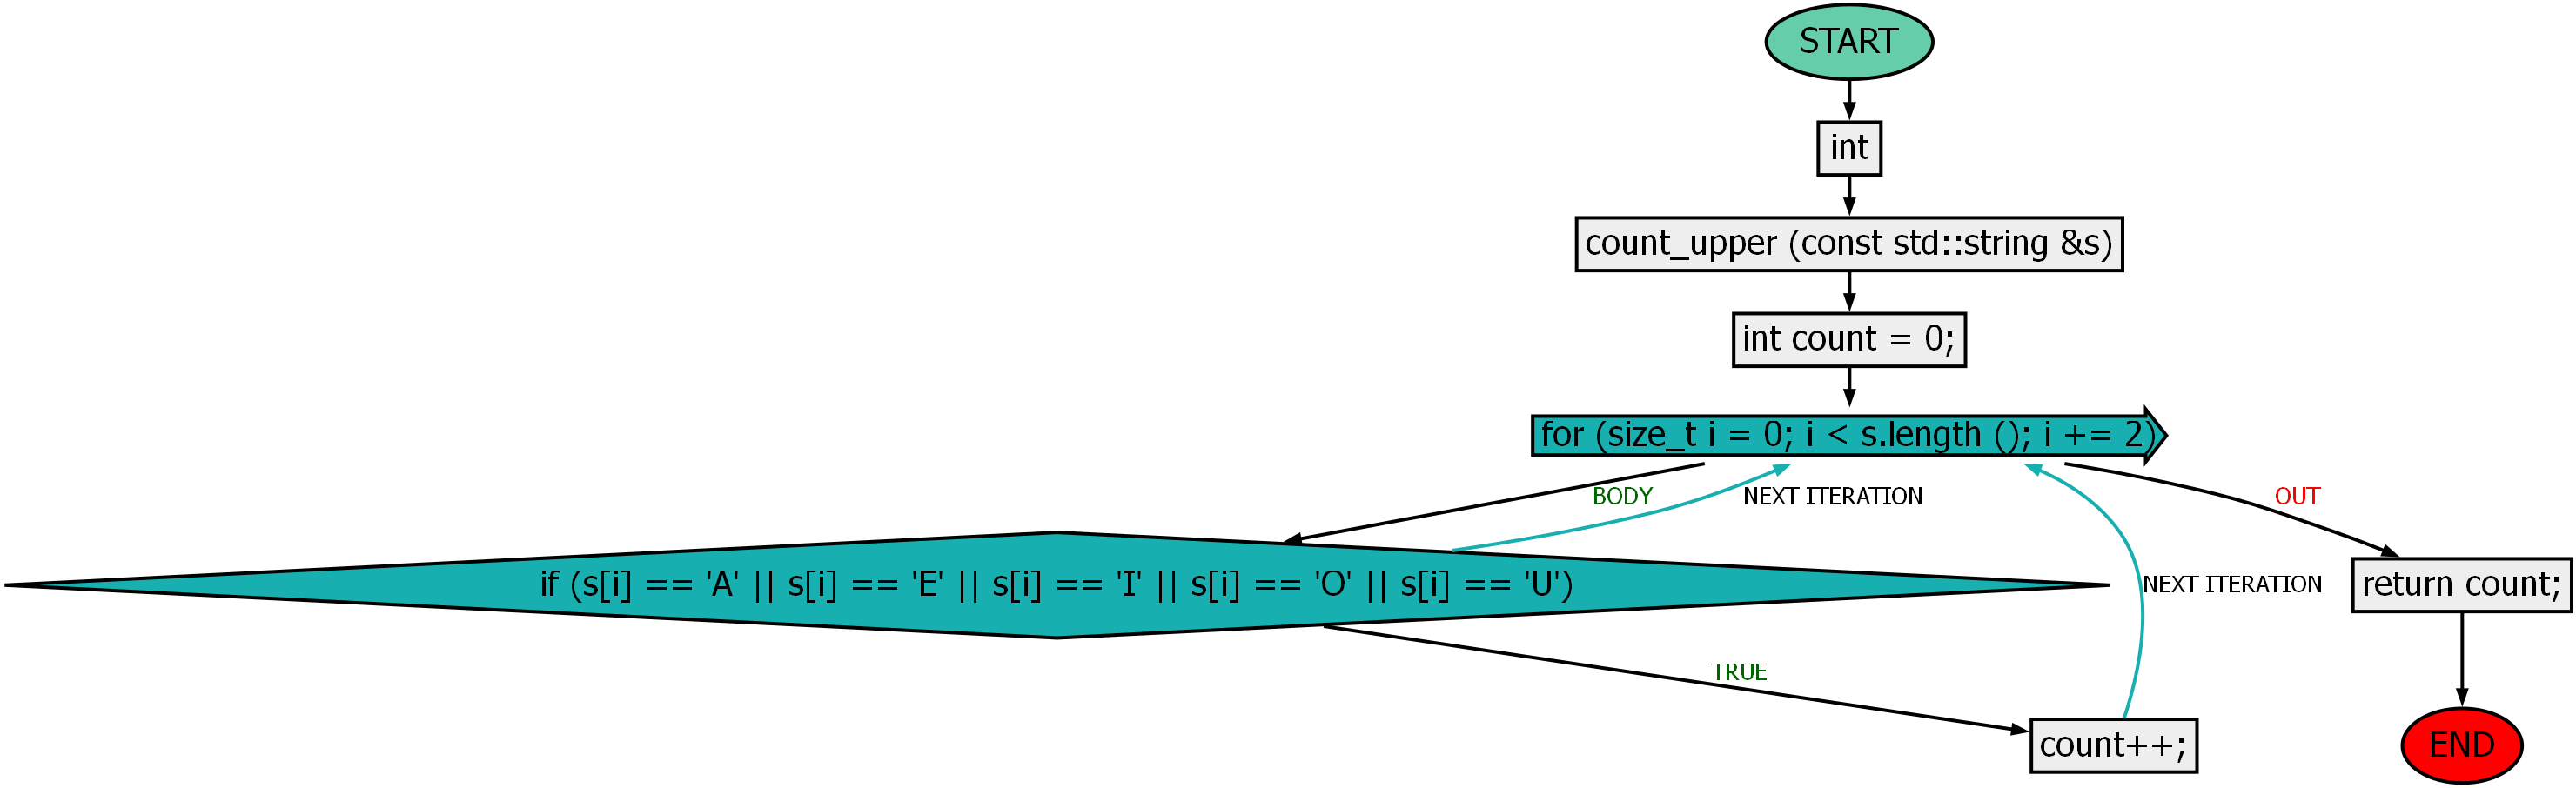 START
int
count_upper (const std::string &s)
int count = 0;
for (size_t i = 0; i < s.length (); i += 2)
BODY
NEXT ITERATION
OUT
if (s[i] == 'A' || s[i] == 'E' || s[i] == 'I' || s[i] == 'O' || s[i] == 'U')
NEXT ITERATION
return count;
TRUE
count++;
END